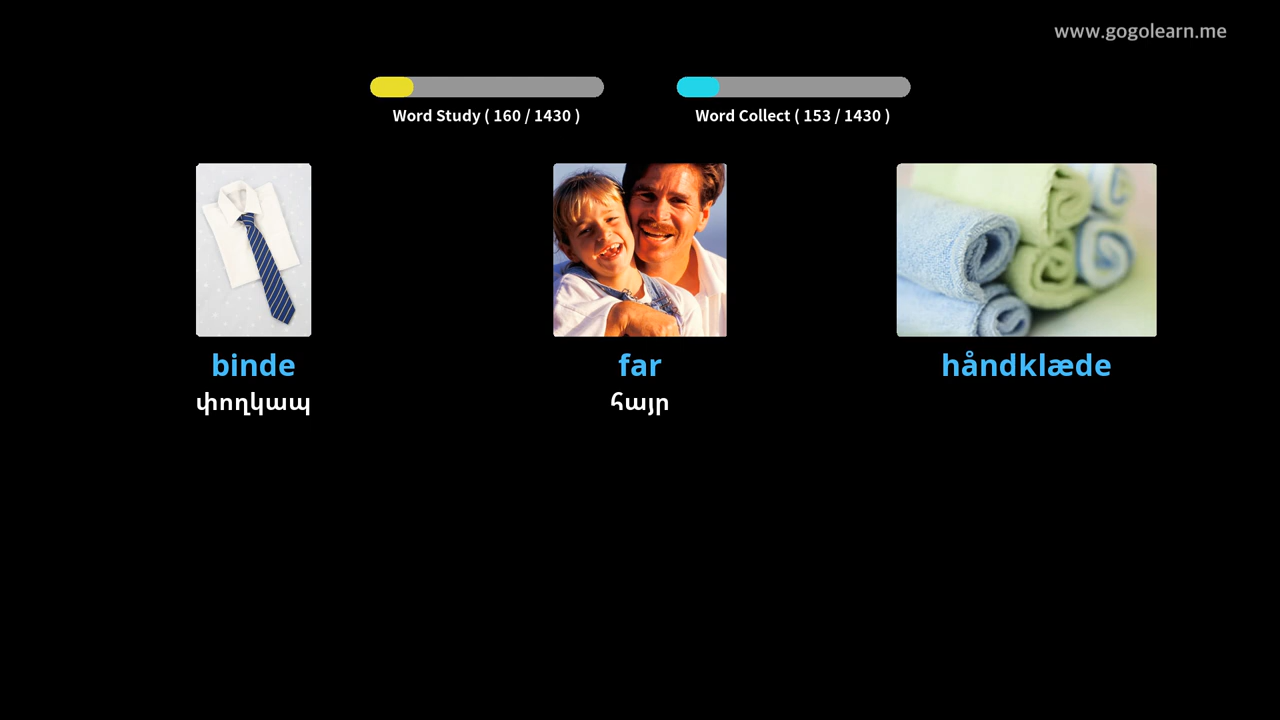 www.gogolearn.me
Word Study ( 160 / 1430 )
Word Collect ( 153 / 1430 )
binde
փողկապ
far
հայր
håndklæde